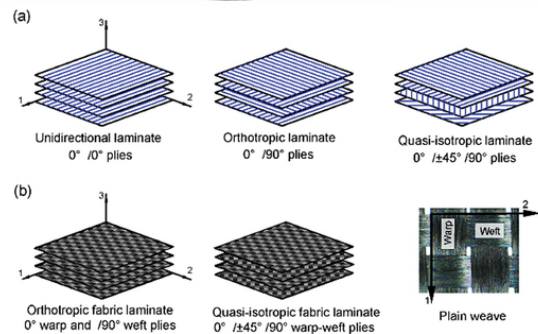 (a)
3
1
2
Unidirectional laminate
0° /0° plies
Orthotropic laminate
0° /90° plies
Quasi-isotropic laminate
0° /±45° /90° plies
(b)
3
1
2
Orthotropic fabric laminate
0° warp and /90° weft plies
Quasi-isotropic fabric laminate
0° /±45° /90° warp-weft plies
2
Warp
Weft
1
Plain weave